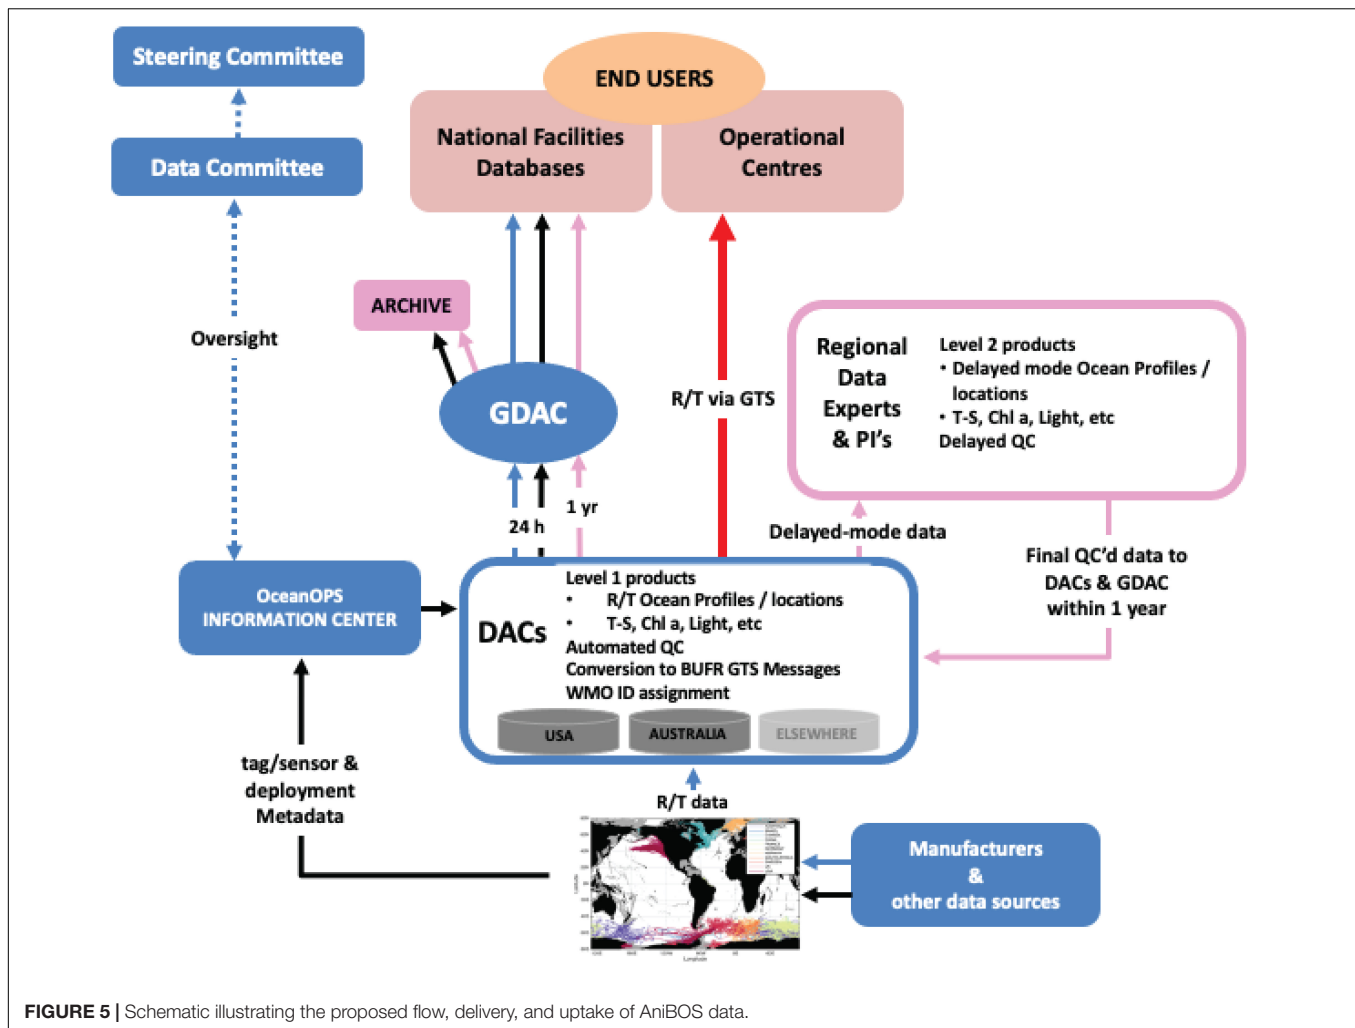 Steering Committee
Data Committee
Oversight
END USERS
National Facilities
Databases
Operational
Centres
ARCHIVE
GDAC
R/T via GTS
24 h
1 yr
Regional
Data
Experts
& PI's
Level 2 products
• Delayed mode Ocean Profiles /
locations
• T-S, Chl a, Light, etc
Delayed QC
Delayed-mode data
Final QC'd data to
DACs & GDAC
within 1 year
OceanOPS
INFORMATION CENTER
DACs
Level 1 products
• R/T Ocean Profiles / locations
• T-S, Chl a, Light, etc
Automated QC
Conversion to BUFR GTS Messages
WMO ID assignment
USA
AUSTRALIA
ELSEWHERE
tag/sensor &
deployment
Metadata
R/T data
Latitude
Longitude
Manufacturers
&
other data sources
FIGURE 5 | Schematic illustrating the proposed flow, delivery, and uptake of AniBOS data.